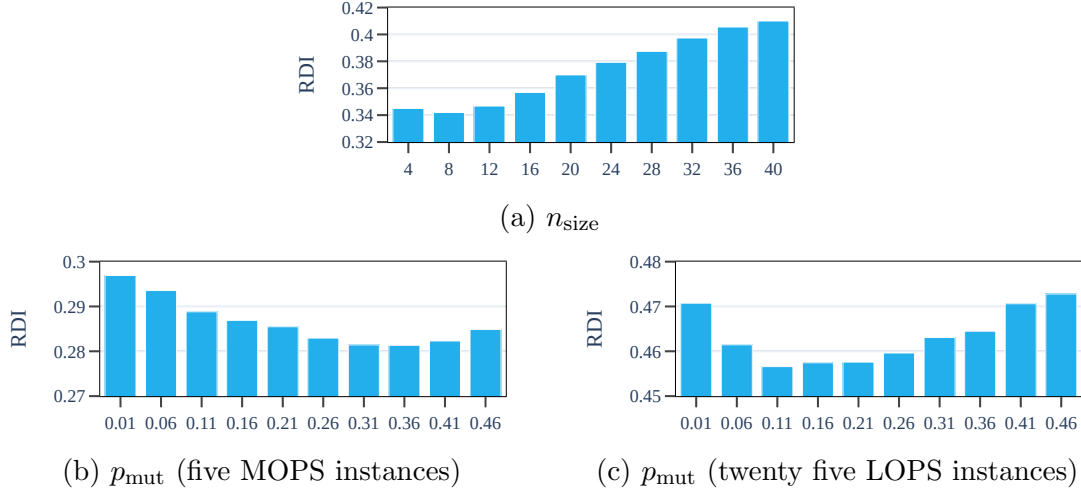 0.42
0.4
0.38
0.36
0.34
0.32
RDI
4 8 12 16 20 24 28 32 36 40
(a) n_size
0.3
0.29
0.28
0.27
RDI
0.01 0.06 0.11 0.16 0.21 0.26 0.31 0.36 0.41 0.46
(b) p_mut (five MOPS instances)
0.48
0.47
0.46
0.45
RDI
0.01 0.06 0.11 0.16 0.21 0.26 0.31 0.36 0.41 0.46
(c) p_mut (twenty five LOPS instances)